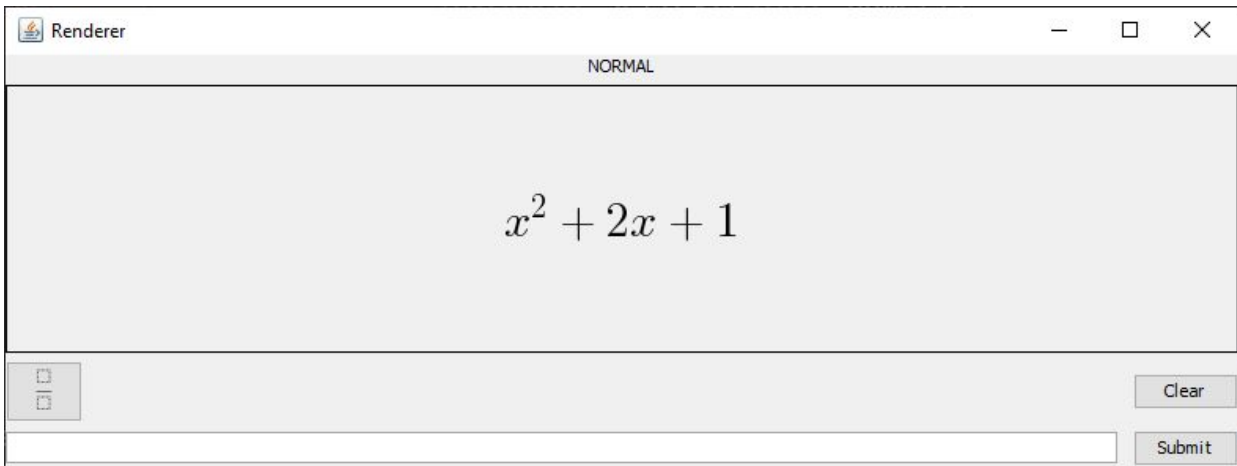 Renderer
NORMAL
x² + 2x + 1
Clear
Submit